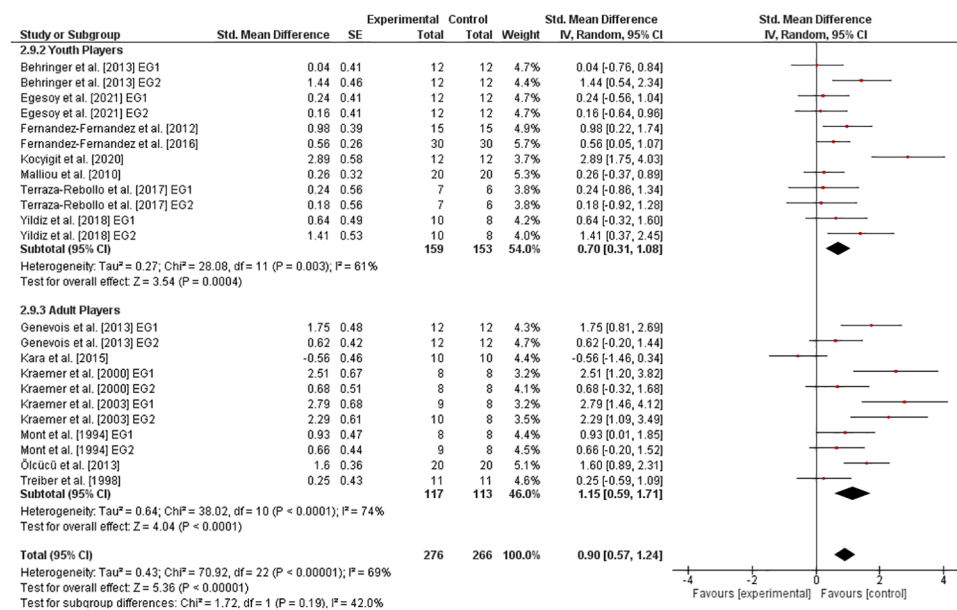 Experimental Control Std. Mean Difference Std. Mean Difference
Study or Subgroup Std. Mean Difference SE Total Total Weight IV, Random, 95% CI IV, Random, 95% CI
2.9.2 Youth Players
Behringer et al. [2013] EG1 0.04 0.41 12 12 4.7% 0.04 [-0.76, 0.84]
Behringer et al. [2013] EG2 1.44 0.46 12 12 4.4% 1.44 [0.54, 2.34]
Egesoy et al. [2021] EG1 0.24 0.41 12 12 4.7% 0.24 [-0.56, 1.04]
Egesoy et al. [2021] EG2 0.16 0.41 12 12 4.7% 0.16 [-0.64, 0.96]
Fernandez-Fernandez et al. [2012] 0.98 0.39 15 15 4.9% 0.98 [0.22, 1.74]
Fernandez-Fernandez et al. [2016] 0.56 0.26 30 30 5.7% 0.56 [0.05, 1.07]
Kocyigit et al. [2020] 2.89 0.58 12 12 3.7% 2.89 [1.75, 4.03]
Malliou et al. [2010] 0.26 0.32 20 20 5.3% 0.26 [-0.37, 0.89]
Terraza-Rebollo et al. [2017] EG1 0.24 0.56 7 6 3.8% 0.24 [-0.86, 1.34]
Terraza-Rebollo et al. [2017] EG2 0.18 0.56 7 6 3.8% 0.18 [-0.92, 1.28]
Yildiz et al. [2018] EG1 0.64 0.49 10 8 4.2% 0.64 [-0.32, 1.60]
Yildiz et al. [2018] EG2 1.41 0.53 10 8 4.0% 1.41 [0.37, 2.45]
Subtotal (95% CI) 159 153 54.0% 0.70 [0.31, 1.08]
Heterogeneity: Tau² = 0.27; Chi² = 28.08, df = 11 (P = 0.003); I² = 61%
Test for overall effect: Z = 3.54 (P = 0.0004)
2.9.3 Adult Players
Genevois et al. [2013] EG1 1.75 0.48 12 12 4.3% 1.75 [0.81, 2.69]
Genevois et al. [2013] EG2 0.62 0.42 12 12 4.7% 0.62 [-0.20, 1.44]
Kara et al. [2015] -0.56 0.46 10 10 4.4% -0.56 [-1.46, 0.34]
Kraemer et al. [2000] EG1 2.51 0.67 8 8 3.2% 2.51 [1.20, 3.82]
Kraemer et al. [2000] EG2 0.68 0.51 8 8 4.1% 0.68 [-0.32, 1.68]
Kraemer et al. [2003] EG1 2.79 0.68 9 8 3.2% 2.79 [1.46, 4.12]
Kraemer et al. [2003] EG2 2.29 0.61 10 8 3.5% 2.29 [1.09, 3.49]
Mont et al. [1994] EG1 0.93 0.47 8 8 4.4% 0.93 [0.01, 1.85]
Mont et al. [1994] EG2 0.66 0.44 9 8 4.5% 0.66 [-0.20, 1.52]
Ölcücü et al. [2013] 1.6 0.36 20 20 5.1% 1.60 [0.89, 2.31]
Treiber et al. [1998] 0.25 0.43 11 11 4.6% 0.25 [-0.59, 1.09]
Subtotal (95% CI) 117 113 46.0% 1.15 [0.59, 1.71]
Heterogeneity: Tau² = 0.64; Chi² = 38.02, df = 10 (P < 0.0001); I² = 74%
Test for overall effect: Z = 4.04 (P < 0.0001)
Total (95% CI) 276 266 100.0% 0.90 [0.57, 1.24]
Heterogeneity: Tau² = 0.43; Chi² = 70.92, df = 22 (P < 0.00001); I² = 69%
Test for overall effect: Z = 5.36 (P < 0.00001)
Test for subgroup differences: Chi² = 1.72, df = 1 (P = 0.19), I² = 42.0%
-4 -2 0 2 4
Favours [experimental] Favours [control]